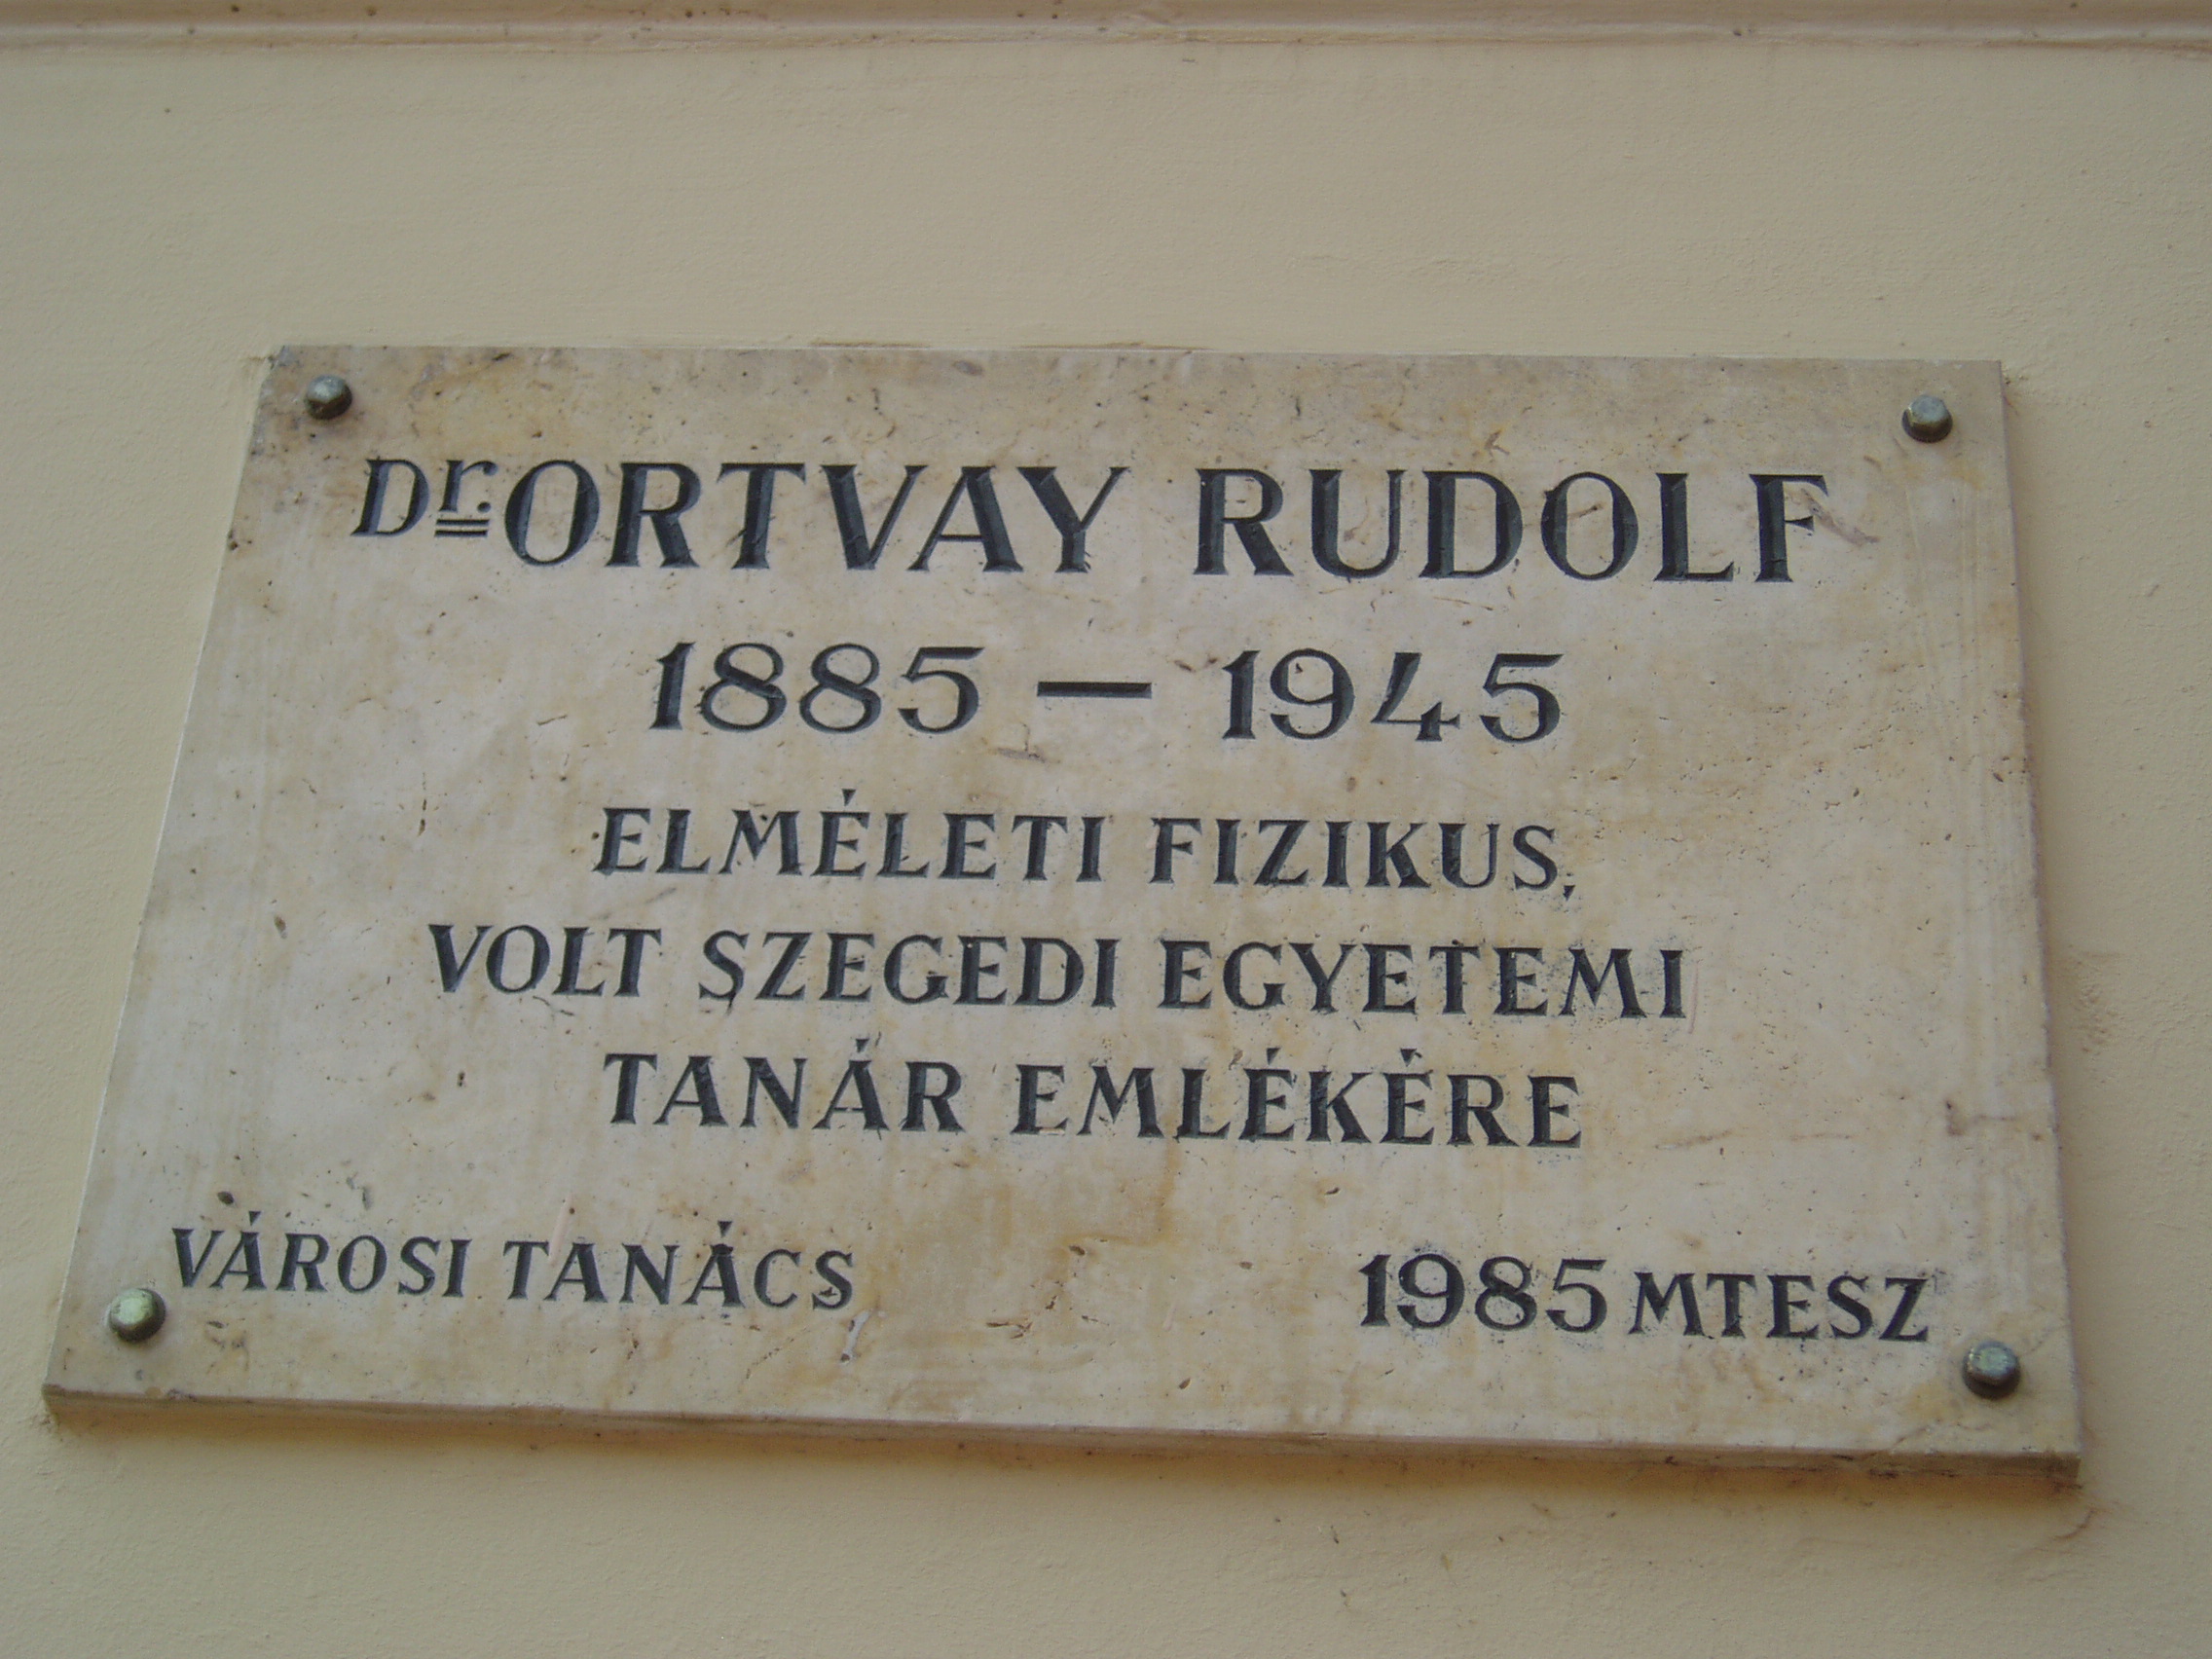 Dr. ORTVAY RUDOLF
1885 — 1945
ELMÉLETI FIZIKUS,
VOLT SZEGEDI EGYETEMI
TANÁR EMLÉKÉRE
VÁROSI TANÁCS 1985 MTESZ